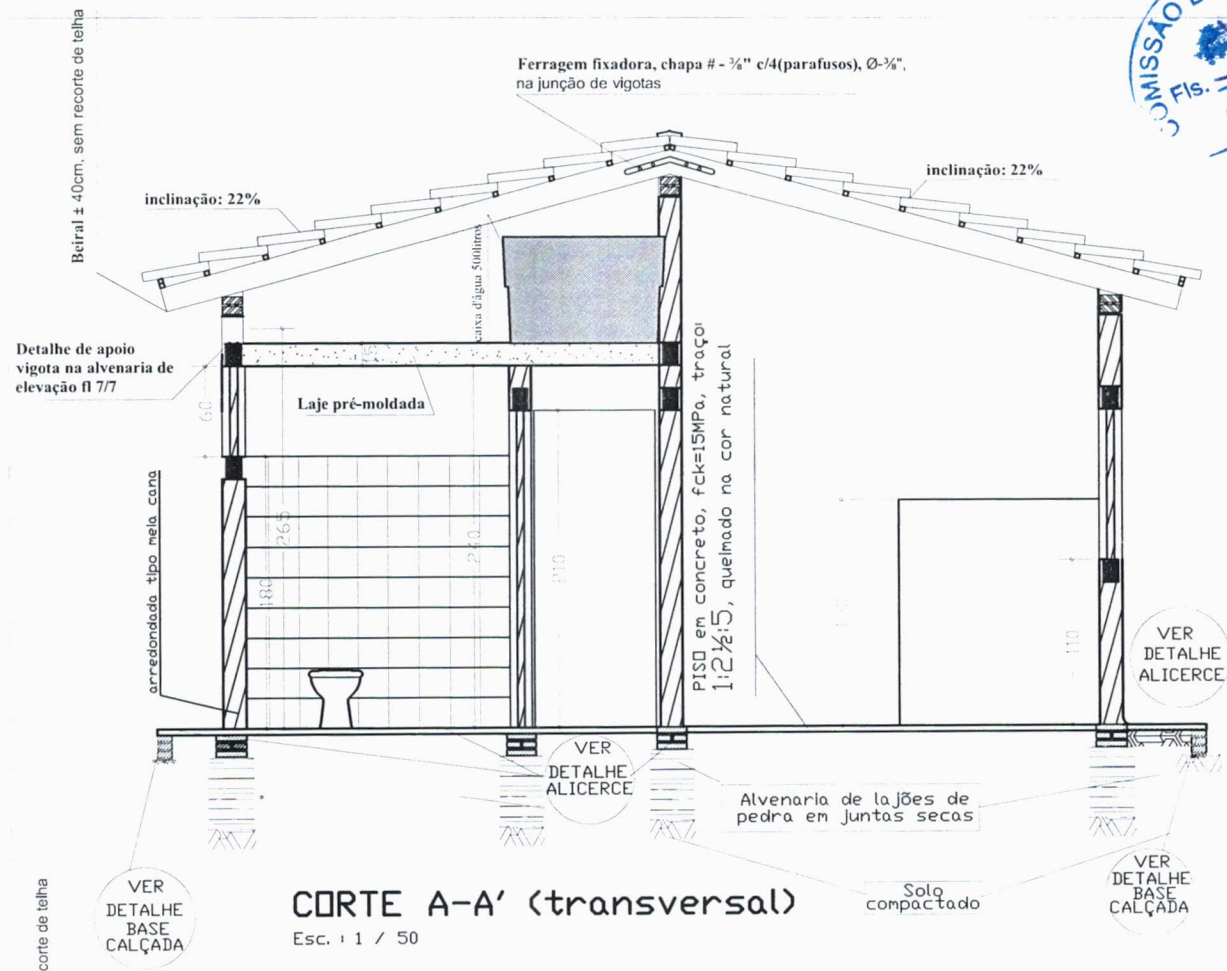 COMISSÃO
Fls.
Ferragem fixadora, chapa # - ⅜" c/4(parafusos), Ø-⅜",
na junção de vigotas
Beiral ± 40cm, sem recorte de telha
inclinação: 22%
inclinação: 22%
caixa d'água 500litros
Detalhe de apoio
vigota na alvenaria de
elevação fl 7/7
Laje pré-moldada
15
60
265
180
240
210
110
arredondada tipo meia cana
PISO em concreto, fck=15MPa, traço:
1:2½:5, queimado na cor natural
VER
DETALHE
ALICERCE
VER
DETALHE
ALICERCE
Alvenaria de lajões de
pedra em juntas secas
VER
DETALHE
BASE
CALÇADA
Solo
compactado
VER
DETALHE
BASE
CALÇADA
CORTE A-A' (transversal)
Esc. : 1 / 50
corte de telha